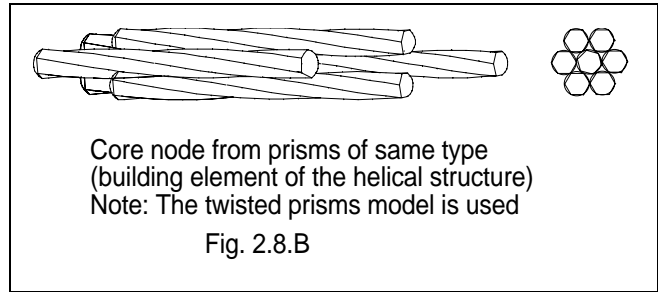 Core node from prisms of same type
(building element of the helical structure)
Note: The twisted prisms model is used
Fig. 2.8.B